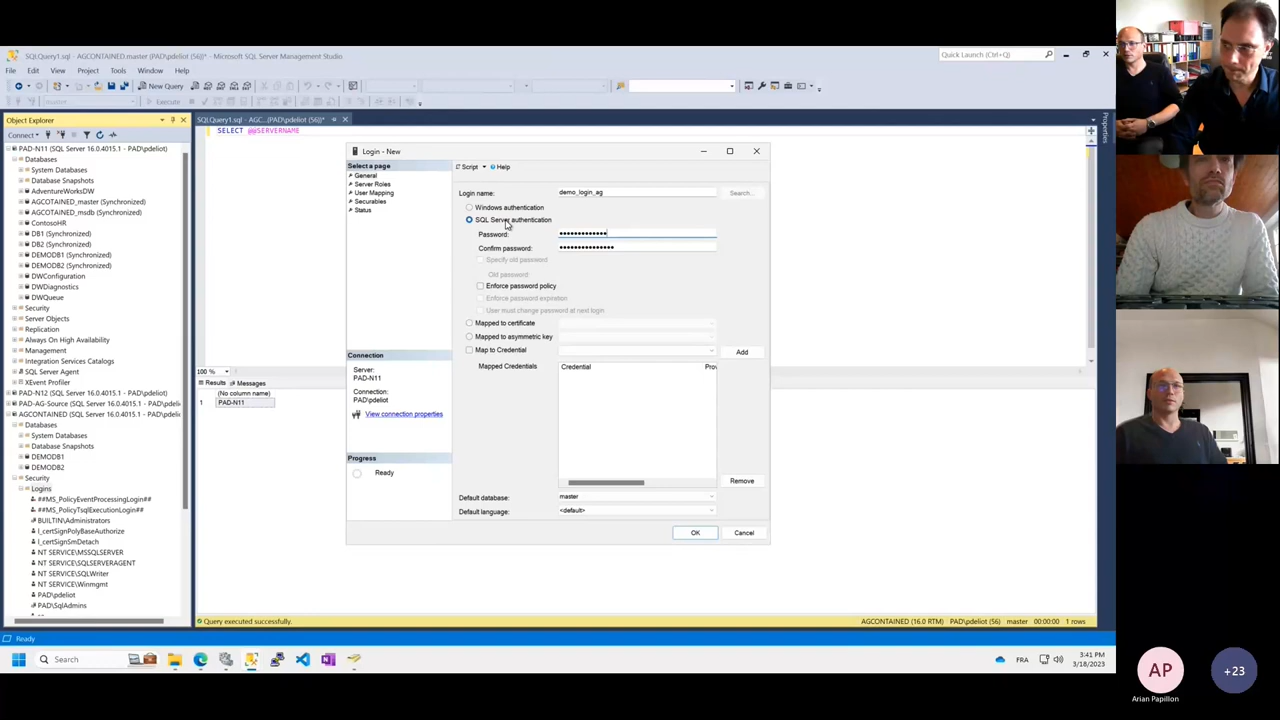 SQLQuery1.sql - AGCONTAINED.master (PAD\pdeliot (56))* - Microsoft SQL Server Management Studio
Quick Launch (Ctrl+Q)
File Edit View Project Tools Window Help
New Query
master
Execute
Object Explorer
Connect
PAD-N11 (SQL Server 16.0.4015.1 - PAD\pdeliot)
Databases
System Databases
Database Snapshots
AdventureWorksDW
AGCOTAINED_master (Synchronized)
AGCOTAINED_msdb (Synchronized)
ContosoHR
DB1 (Synchronized)
DB2 (Synchronized)
DEMODB1 (Synchronized)
DEMODB2 (Synchronized)
DWConfiguration
DWDiagnostics
DWQueue
Security
Server Objects
Replication
Always On High Availability
Management
Integration Services Catalogs
SQL Server Agent
XEvent Profiler
PAD-N12 (SQL Server 16.0.4015.1 - PAD\pdeliot)
PAD-AG-Source (SQL Server 16.0.4015.1 - PAD\pdelio
AGCONTAINED (SQL Server 16.0.4015.1 - PAD\pdeli
Databases
System Databases
Database Snapshots
DEMODB1
DEMODB2
Security
Logins
##MS_PolicyEventProcessingLogin##
##MS_PolicyTsqlExecutionLogin##
BUILTIN\Administrators
l_certSignPolyBaseAuthorize
l_certSignSmDetach
NT SERVICE\MSSQLSERVER
NT SERVICE\SQLSERVERAGENT
NT SERVICE\SQLWriter
NT SERVICE\Winmgmt
PAD\pdeliot
PAD\SqlAdmins
SQLQuery1.sql - AGC...(PAD\pdeliot (56))*
SELECT @@SERVERNAME
100 %
Results Messages
(No column name)
1 PAD-N11
Login - New
Select a page
General
Server Roles
User Mapping
Securables
Status
Connection
Server:
PAD-N11
Connection:
PAD\pdeliot
View connection properties
Progress
Ready
Script Help
Login name: demo_login_ag Search...
Windows authentication
SQL Server authentication
Password: •••••••••••••
Confirm password: •••••••••••••••
Specify old password
Old password:
Enforce password policy
Enforce password expiration
User must change password at next login
Mapped to certificate
Mapped to asymmetric key
Map to Credential Add
Mapped Credentials Credential Prov
Remove
Default database: master
Default language: <default>
OK Cancel
Properties
Query executed successfully. AGCONTAINED (16.0 RTM) PAD\pdeliot (56) master 00:00:00 1 rows
Ready
Search
FRA
3:41 PM
3/18/2023
AP
Arian Papillon
+23